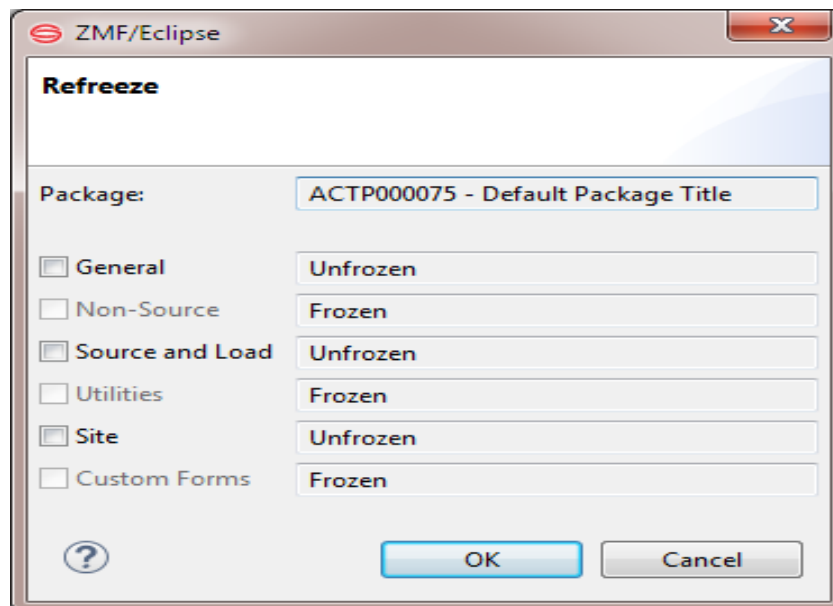 ZMF/Eclipse
Refreeze
Package: ACTP000075 - Default Package Title
General Unfrozen
Non-Source Frozen
Source and Load Unfrozen
Utilities Frozen
Site Unfrozen
Custom Forms Frozen
? OK Cancel